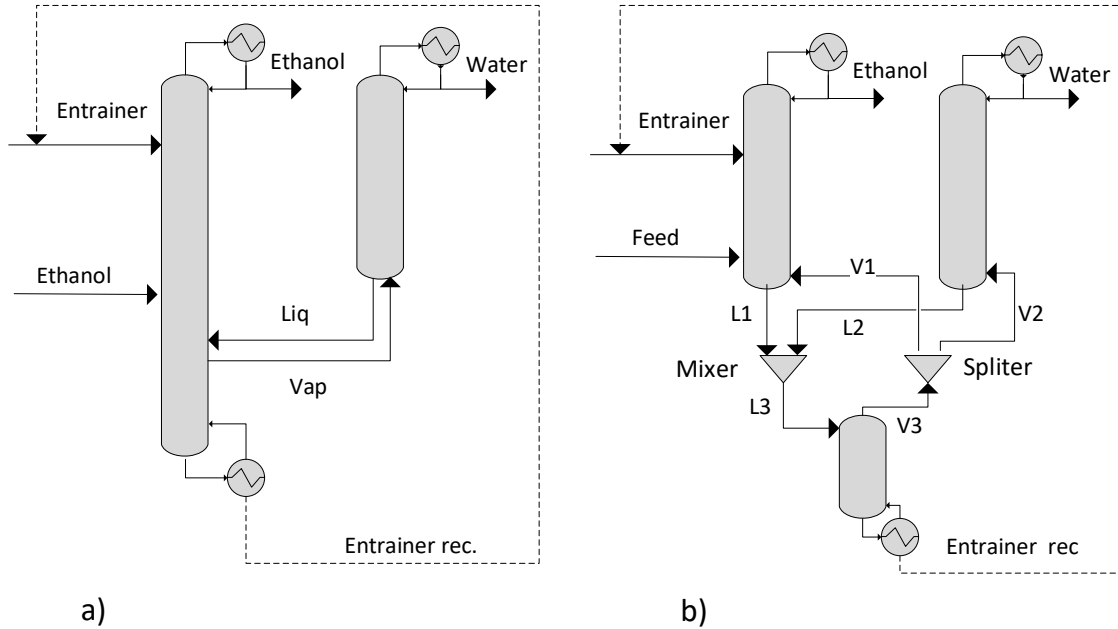 Ethanol
Water
Entrainer
Ethanol
Liq
Vap
Entrainer rec.
a)
Ethanol
Water
Entrainer
Feed
V1
L1
L2
V2
Mixer
Spliter
L3
V3
Entrainer rec
b)